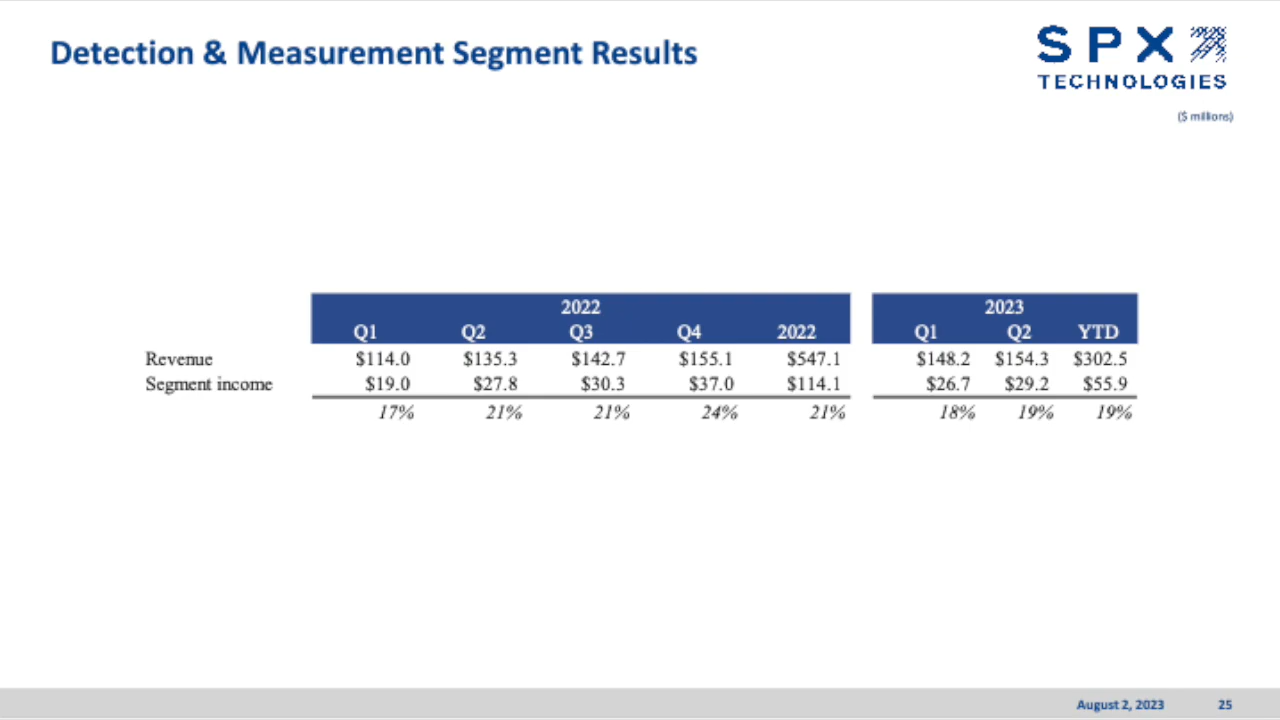 Detection & Measurement Segment Results
SPX
TECHNOLOGIES
($ millions)
2022 2023
Q1 Q2 Q3 Q4 2022 Q1 Q2 YTD
Revenue $114.0 $135.3 $142.7 $155.1 $547.1 $148.2 $154.3 $302.5
Segment income $19.0 $27.8 $30.3 $37.0 $114.1 $26.7 $29.2 $55.9
17% 21% 21% 24% 21% 18% 19% 19%
August 2, 2023 25